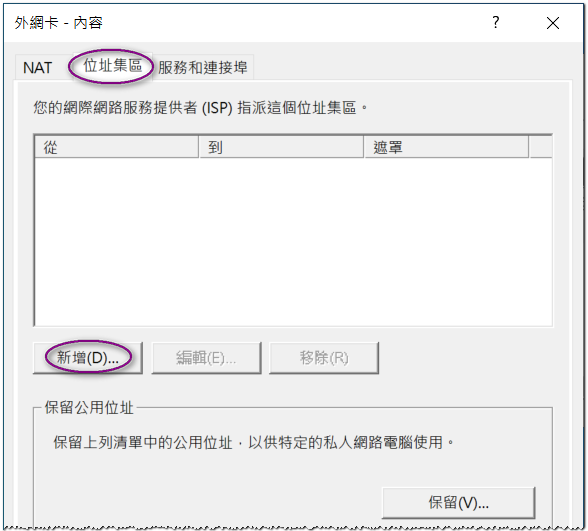 外網卡 - 內容 ?
NAT 位址集區 服務和連接埠
您的網際網路服務提供者 (ISP) 指派這個位址集區。
從 到 遮罩
新增(D)... 編輯(E)... 移除(R)
保留公用位址
保留上列清單中的公用位址，以供特定的私人網路電腦使用。
保留(V)...